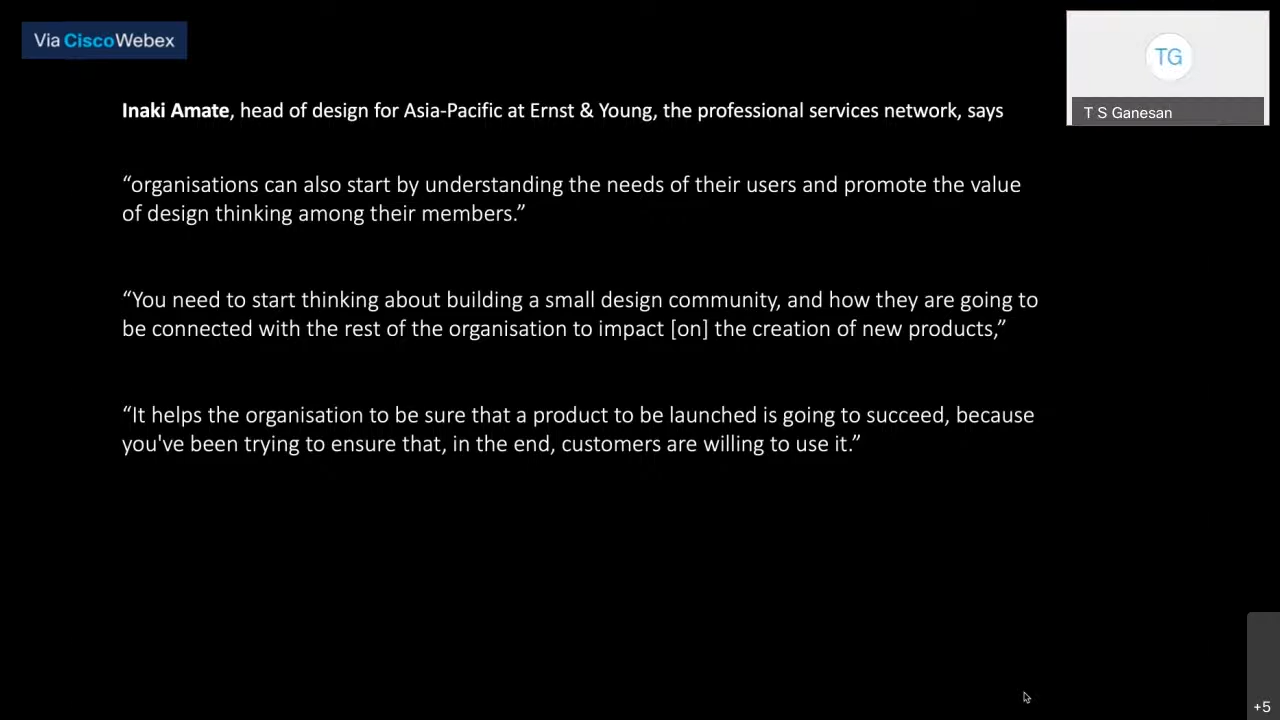 Via CiscoWebex
TG
T S Ganesan
Inaki Amate, head of design for Asia-Pacific at Ernst & Young, the professional services network, says
“organisations can also start by understanding the needs of their users and promote the value
of design thinking among their members.”
“You need to start thinking about building a small design community, and how they are going to
be connected with the rest of the organisation to impact [on] the creation of new products,”
“It helps the organisation to be sure that a product to be launched is going to succeed, because
you've been trying to ensure that, in the end, customers are willing to use it.”
+5